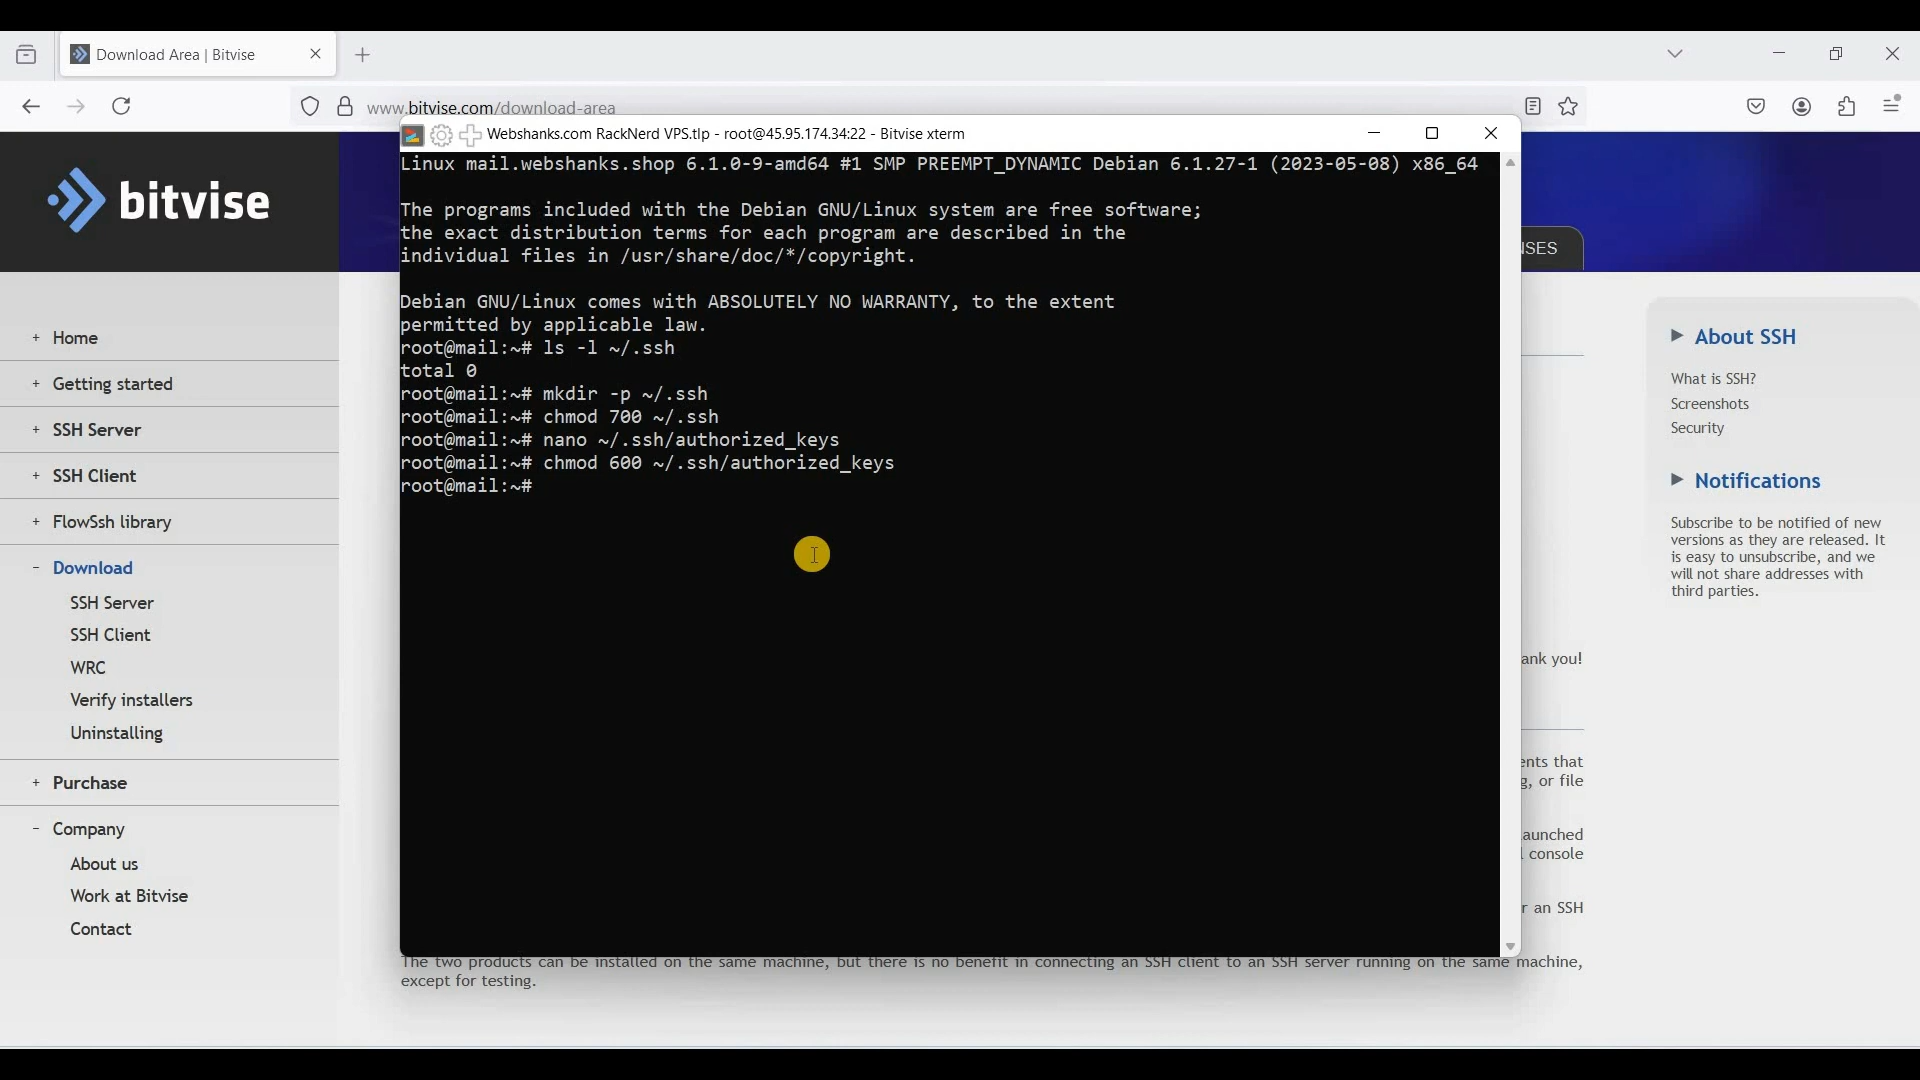 Download Area | Bitvise
www.bitvise.com/download-area
Webshanks.com RackNerd VPS.tlp - root@45.95.174.34:22 - Bitvise xterm
bitvise
NSES
Linux mail.webshanks.shop 6.1.0-9-amd64 #1 SMP PREEMPT_DYNAMIC Debian 6.1.27-1 (2023-05-08) x86_64
The programs included with the Debian GNU/Linux system are free software;
the exact distribution terms for each program are described in the
individual files in /usr/share/doc/*/copyright.
Debian GNU/Linux comes with ABSOLUTELY NO WARRANTY, to the extent
permitted by applicable law.
root@mail:~# ls -l ~/.ssh
total 0
root@mail:~# mkdir -p ~/.ssh
root@mail:~# chmod 700 ~/.ssh
root@mail:~# nano ~/.ssh/authorized_keys
root@mail:~# chmod 600 ~/.ssh/authorized_keys
root@mail:~#
+ Home
+ Getting started
+ SSH Server
+ SSH Client
+ FlowSsh library
- Download
SSH Server
SSH Client
WRC
Verify installers
Uninstalling
+ Purchase
- Company
About us
Work at Bitvise
Contact
About SSH
What is SSH?
Screenshots
Security
Notifications
Subscribe to be notified of new
versions as they are released. It
is easy to unsubscribe, and we
will not share addresses with
third parties.
ank you!
ents that
g, or file
aunched
l console
r an SSH
The two products can be installed on the same machine, but there is no benefit in connecting an SSH client to an SSH server running on the same machine,
except for testing.